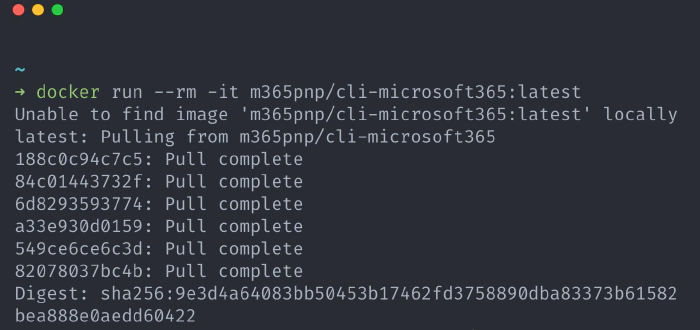 ~
→ docker run --rm -it m365pnp/cli-microsoft365:latest
Unable to find image 'm365pnp/cli-microsoft365:latest' locally
latest: Pulling from m365pnp/cli-microsoft365
188c0c94c7c5: Pull complete
84c01443732f: Pull complete
6d8293593774: Pull complete
a33e930d0159: Pull complete
549ce6ce6c3d: Pull complete
82078037bc4b: Pull complete
Digest: sha256:9e3d4a64083bb50453b17462fd3758890dba83373b61582
bea888e0aedd60422